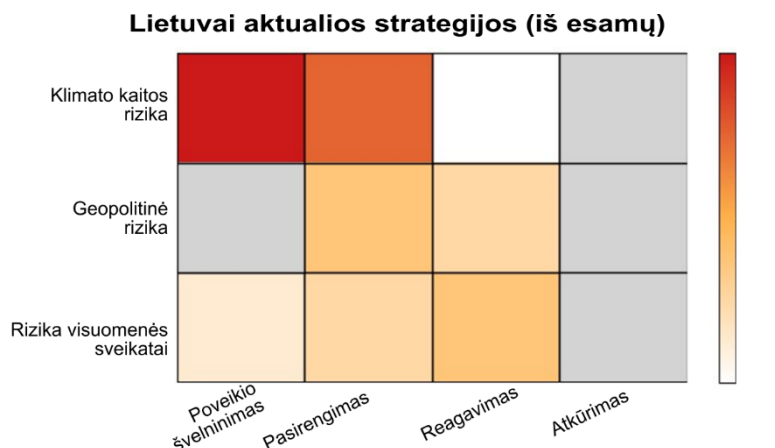 Lietuvai aktualios strategijos (iš esamų)
Klimato kaitos
rizika
Geopolitinė
rizika
Rizika visuomenės
sveikatai
Poveikio
švelninimas
Pasirengimas
Reagavimas
Atkūrimas